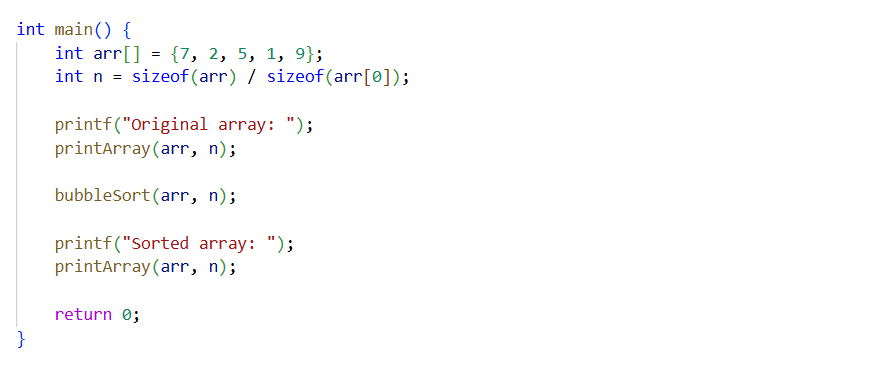 int main() {
    int arr[] = {7, 2, 5, 1, 9};
    int n = sizeof(arr) / sizeof(arr[0]);

    printf("Original array: ");
    printArray(arr, n);

    bubbleSort(arr, n);

    printf("Sorted array: ");
    printArray(arr, n);

    return 0;
}